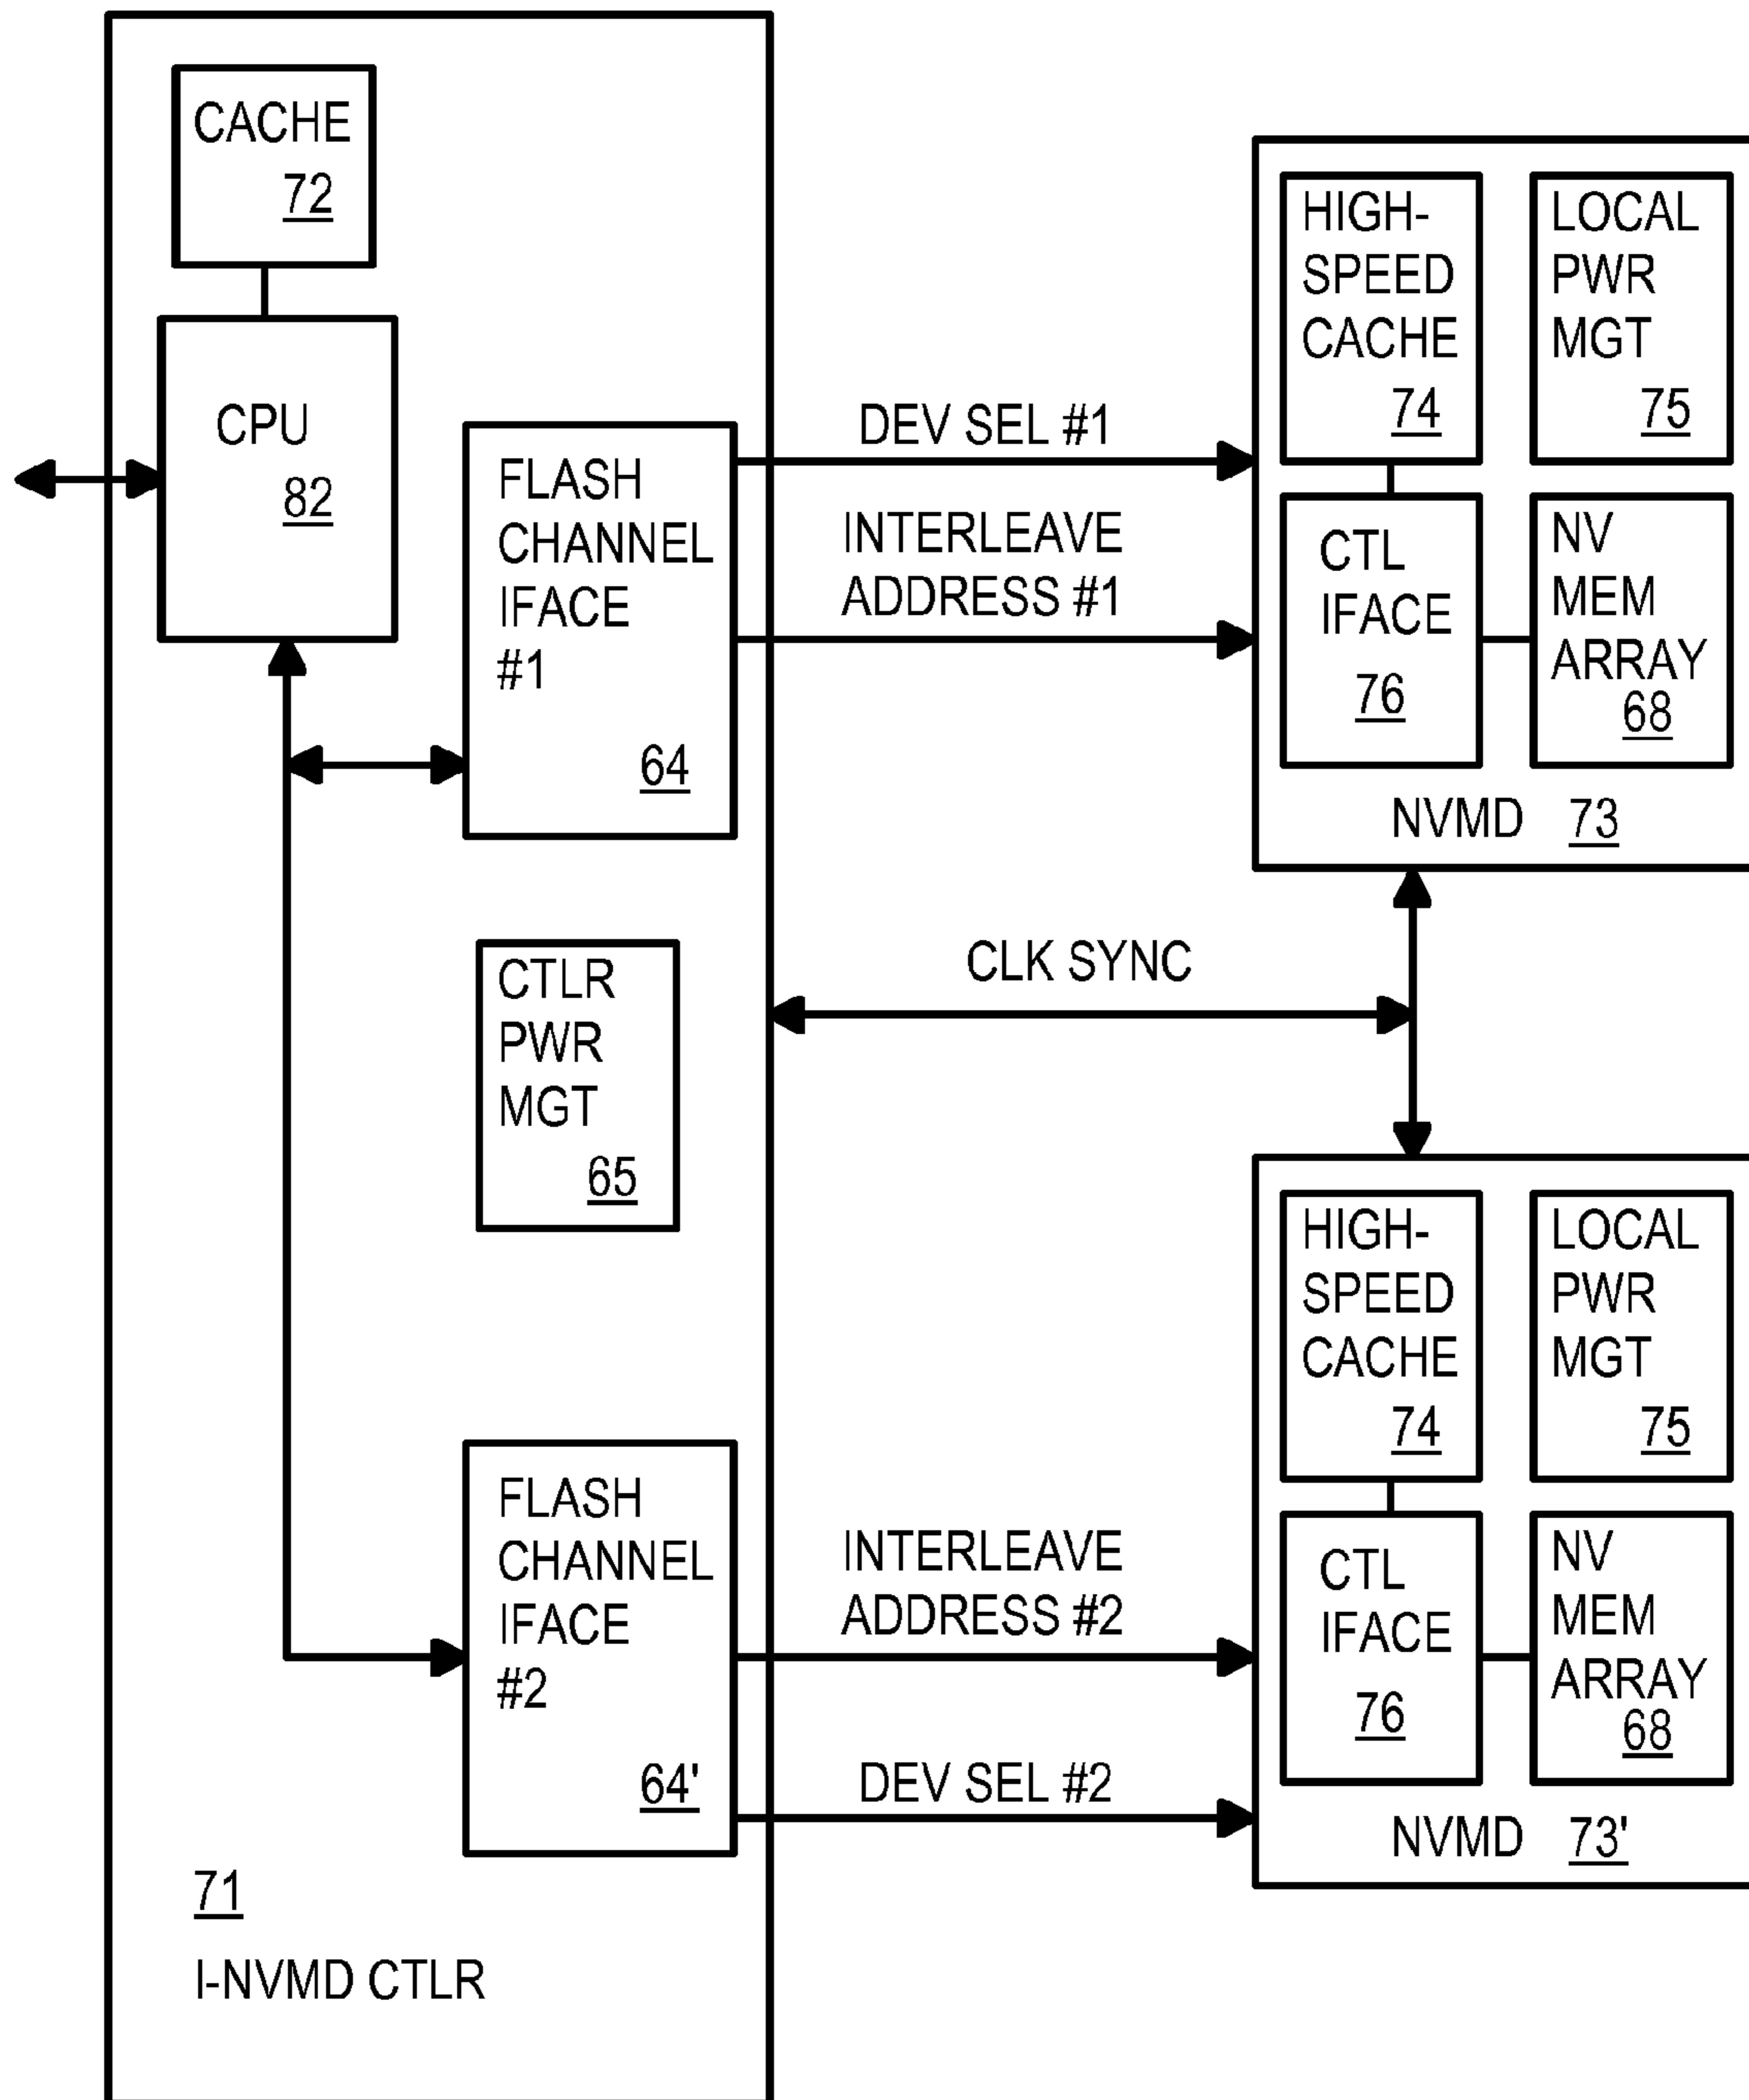 CACHE
72
CPU
82
FLASH
CHANNEL
IFACE
#1
64
CTLR
PWR
MGT
65
FLASH
CHANNEL
IFACE
#2
64'
71
I-NVMD CTLR
DEV SEL #1
INTERLEAVE
ADDRESS #1
CLK SYNC
INTERLEAVE
ADDRESS #2
DEV SEL #2
HIGH-
SPEED
CACHE
74
LOCAL
PWR
MGT
75
CTL
IFACE
76
NV
MEM
ARRAY
68
NVMD 73
HIGH-
SPEED
CACHE
74
LOCAL
PWR
MGT
75
CTL
IFACE
76
NV
MEM
ARRAY
68
NVMD 73'